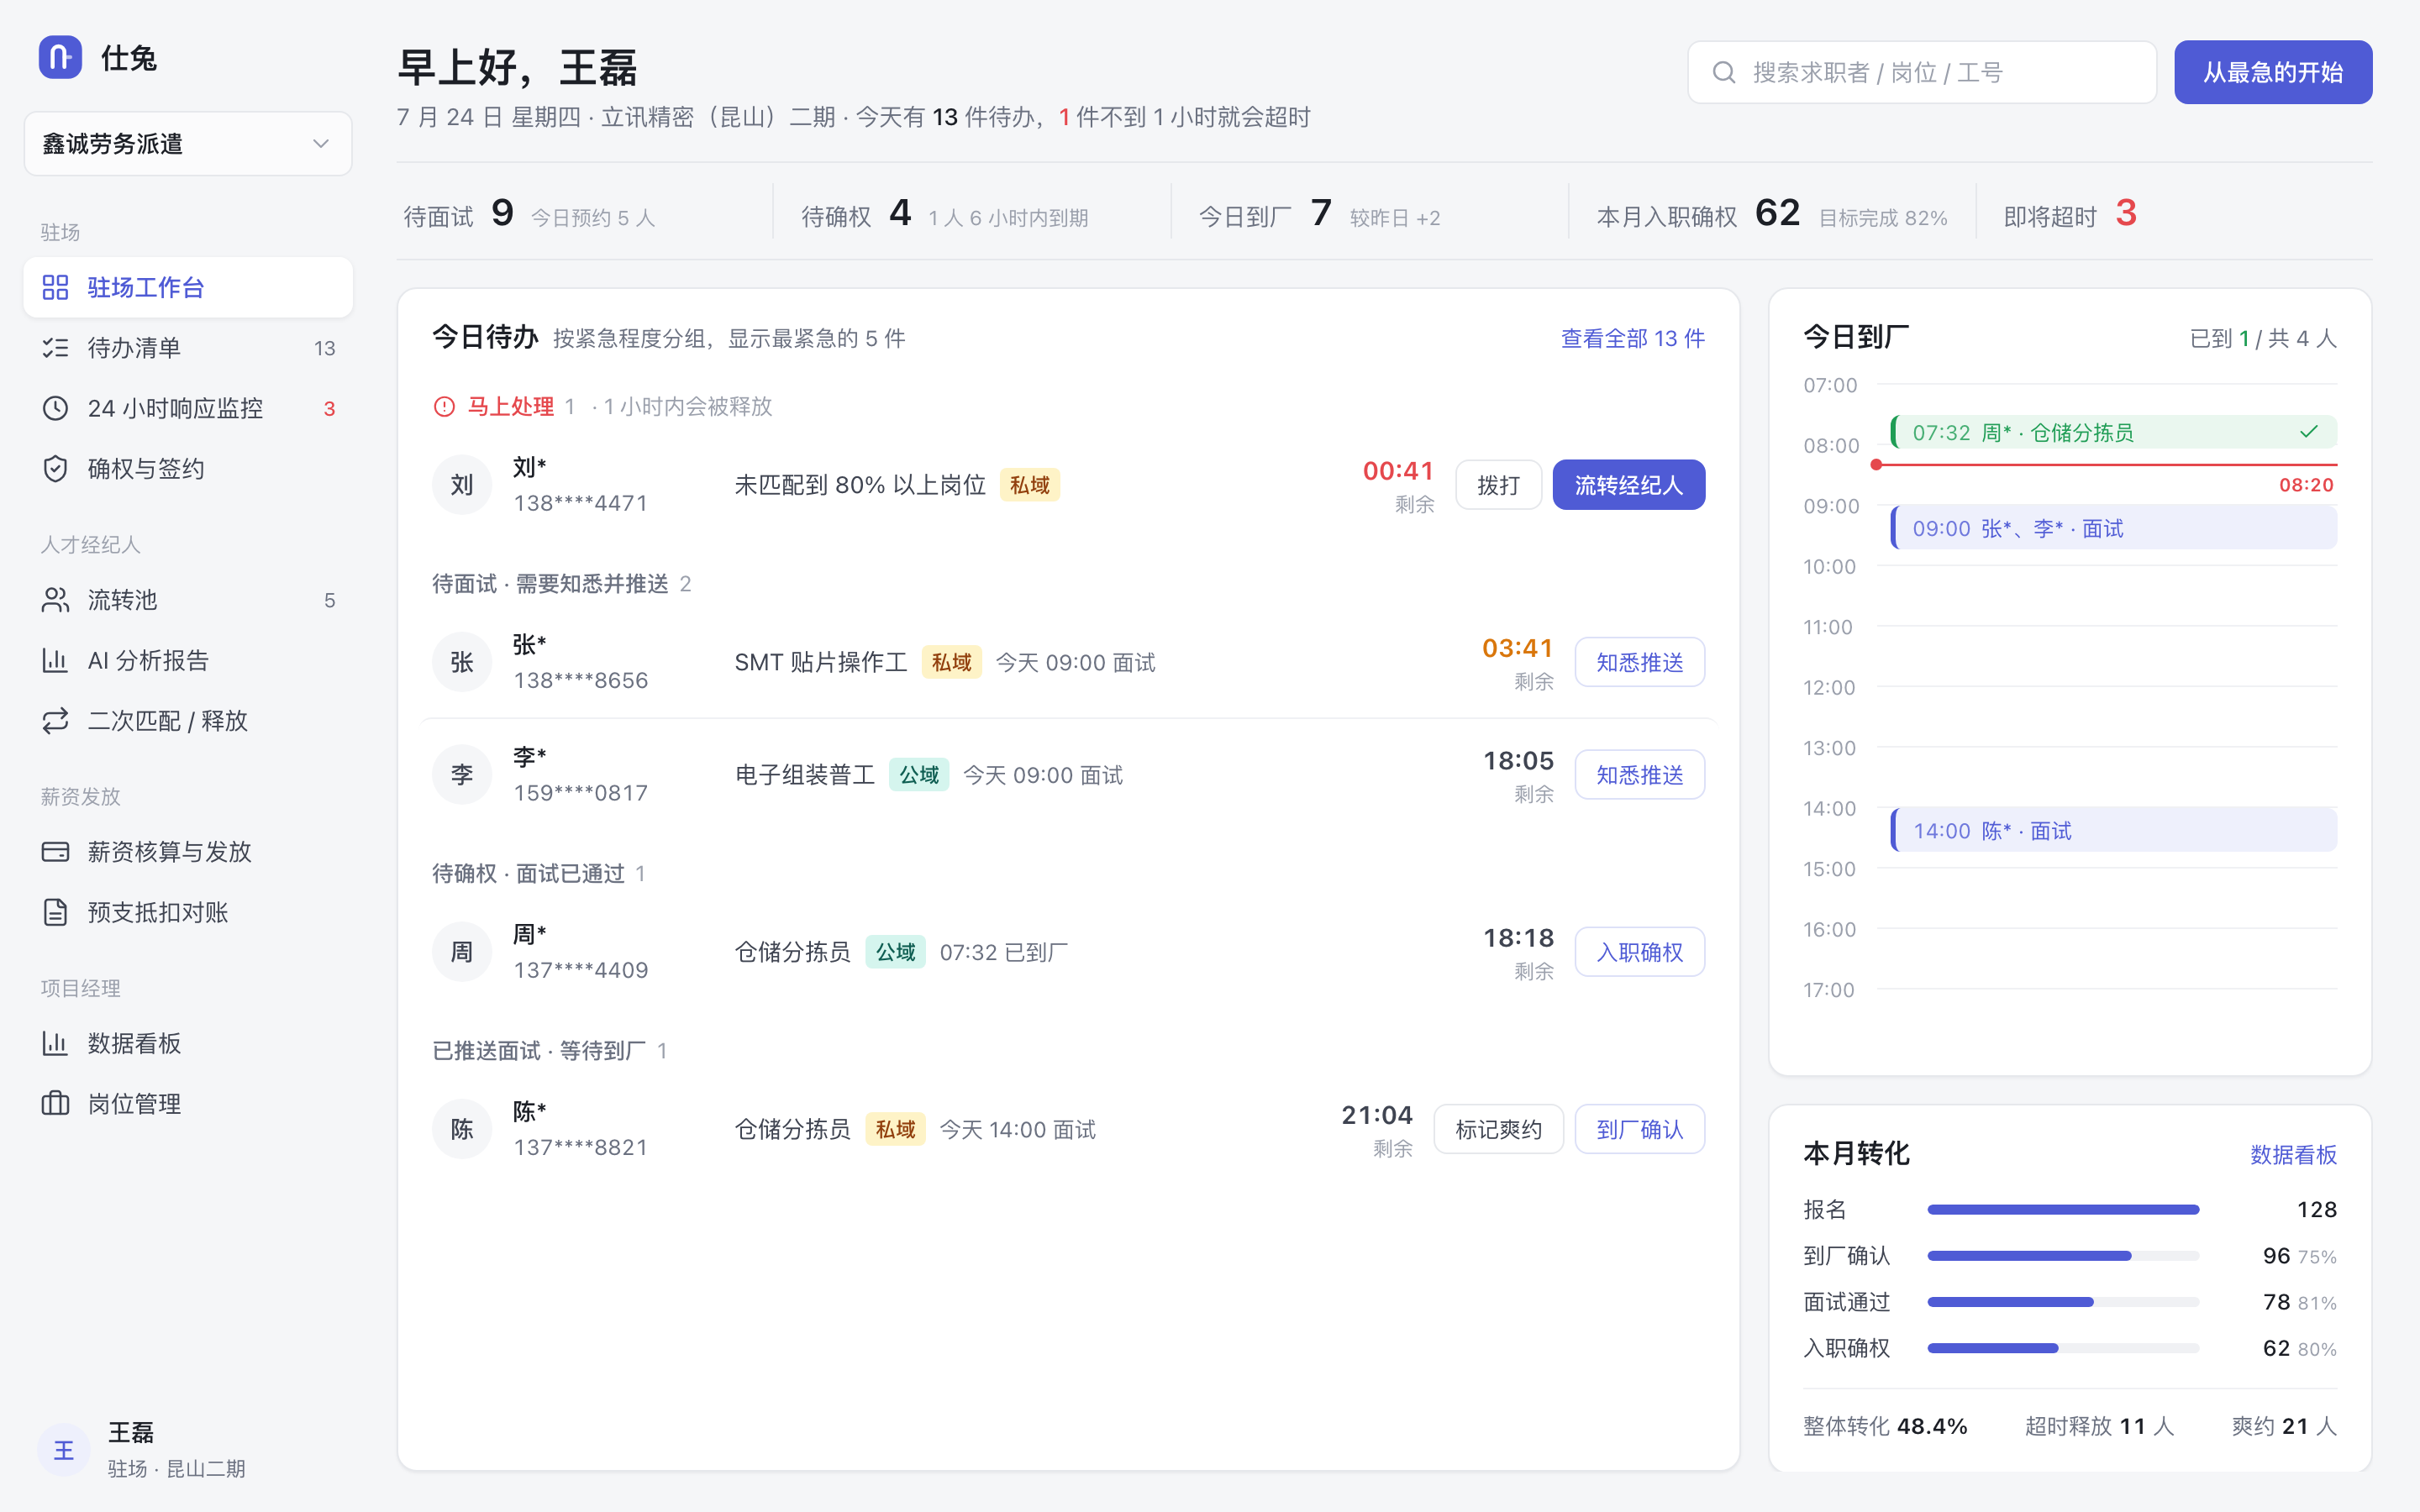 仕兔
鑫诚劳务派遣
驻场
驻场工作台
待办清单 13
24 小时响应监控 3
确权与签约
人才经纪人
流转池 5
AI 分析报告
二次匹配 / 释放
薪资发放
薪资核算与发放
预支抵扣对账
项目经理
数据看板
岗位管理
王
王磊
驻场 · 昆山二期
早上好，王磊
7 月 24 日 星期四 · 立讯精密（昆山）二期 · 今天有 13 件待办，1 件不到 1 小时就会超时
搜索求职者 / 岗位 / 工号
从最急的开始
待面试 9 今日预约 5 人
待确权 4 1 人 6 小时内到期
今日到厂 7 较昨日 +2
本月入职确权 62 目标完成 82%
即将超时 3
今日待办 按紧急程度分组，显示最紧急的 5 件 查看全部 13 件
马上处理 1 · 1 小时内会被释放
刘
刘*
138****4471
未匹配到 80% 以上岗位 私域
00:41
剩余
拨打
流转经纪人
待面试 · 需要知悉并推送 2
张
张*
138****8656
SMT 贴片操作工 私域 今天 09:00 面试
03:41
剩余
知悉推送
李
李*
159****0817
电子组装普工 公域 今天 09:00 面试
18:05
剩余
知悉推送
待确权 · 面试已通过 1
周
周*
137****4409
仓储分拣员 公域 07:32 已到厂
18:18
剩余
入职确权
已推送面试 · 等待到厂 1
陈
陈*
137****8821
仓储分拣员 私域 今天 14:00 面试
21:04
剩余
标记爽约
到厂确认
今日到厂 已到 1 / 共 4 人
07:00
07:32 周* · 仓储分拣员
08:00
08:20
09:00
09:00 张*、李* · 面试
10:00
11:00
12:00
13:00
14:00
14:00 陈* · 面试
15:00
16:00
17:00
本月转化 数据看板
报名 128
到厂确认 96 75%
面试通过 78 81%
入职确权 62 80%
整体转化 48.4% 超时释放 11 人 爽约 21 人